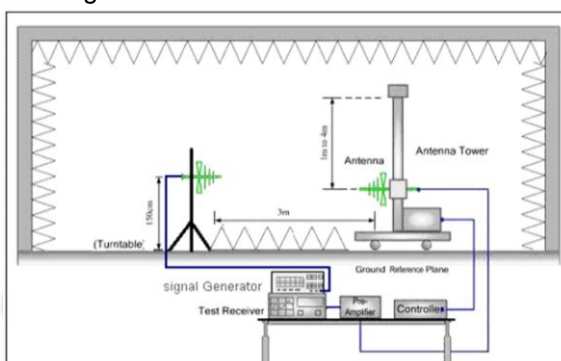 1m to 4m
Antenna
Antenna Tower
150cm
3m
(Turntable)
Ground Reference Plane
signal Generator
Test Receiver
Pre-
Amplifier
Controller